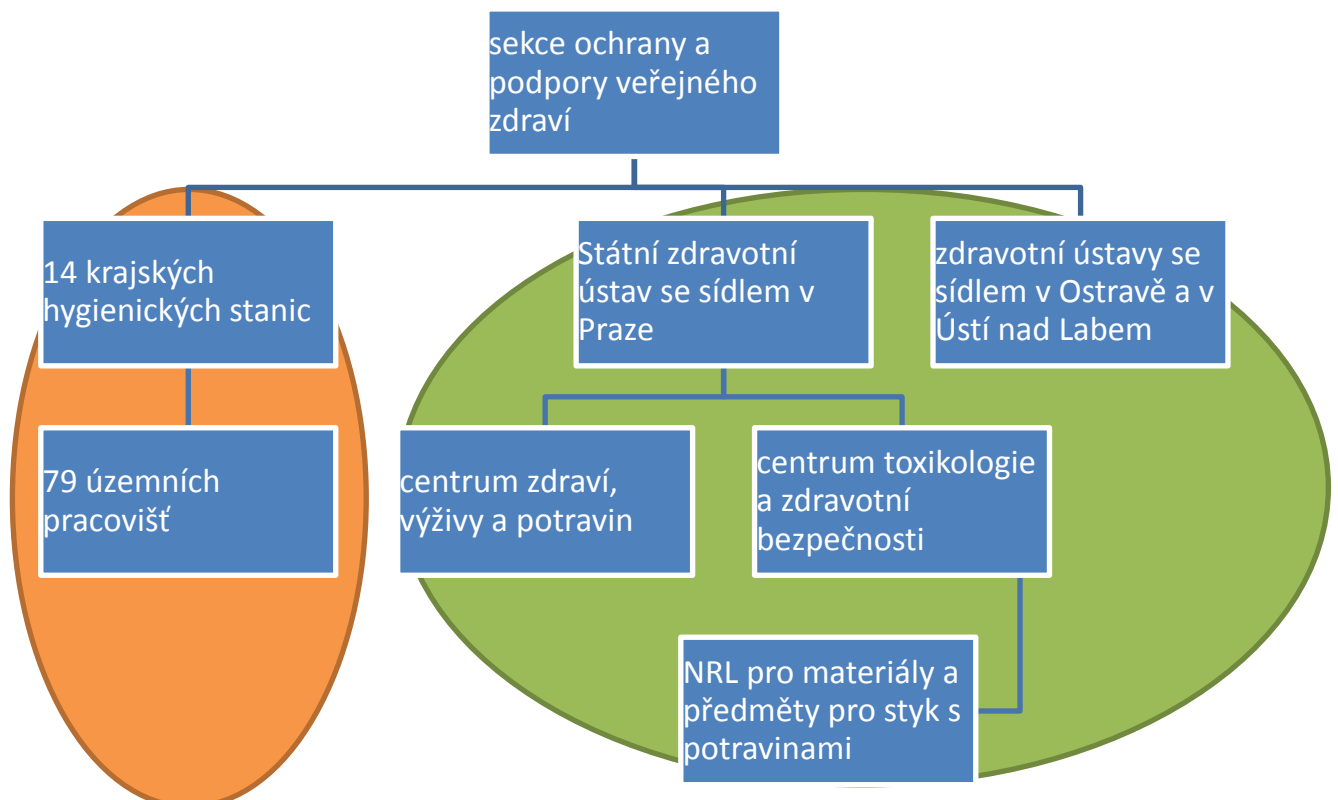 sekce ochrany a
podpory veřejného
zdraví
14 krajských
hygienických stanic
Státní zdravotní
ústav se sídlem v
Praze
zdravotní ústavy se
sídlem v Ostravě a v
Ústí nad Labem
79 územních
pracovišť
centrum zdraví,
výživy a potravin
centrum toxikologie
a zdravotní
bezpečnosti
NRL pro materiály a
předměty pro styk s
potravinami